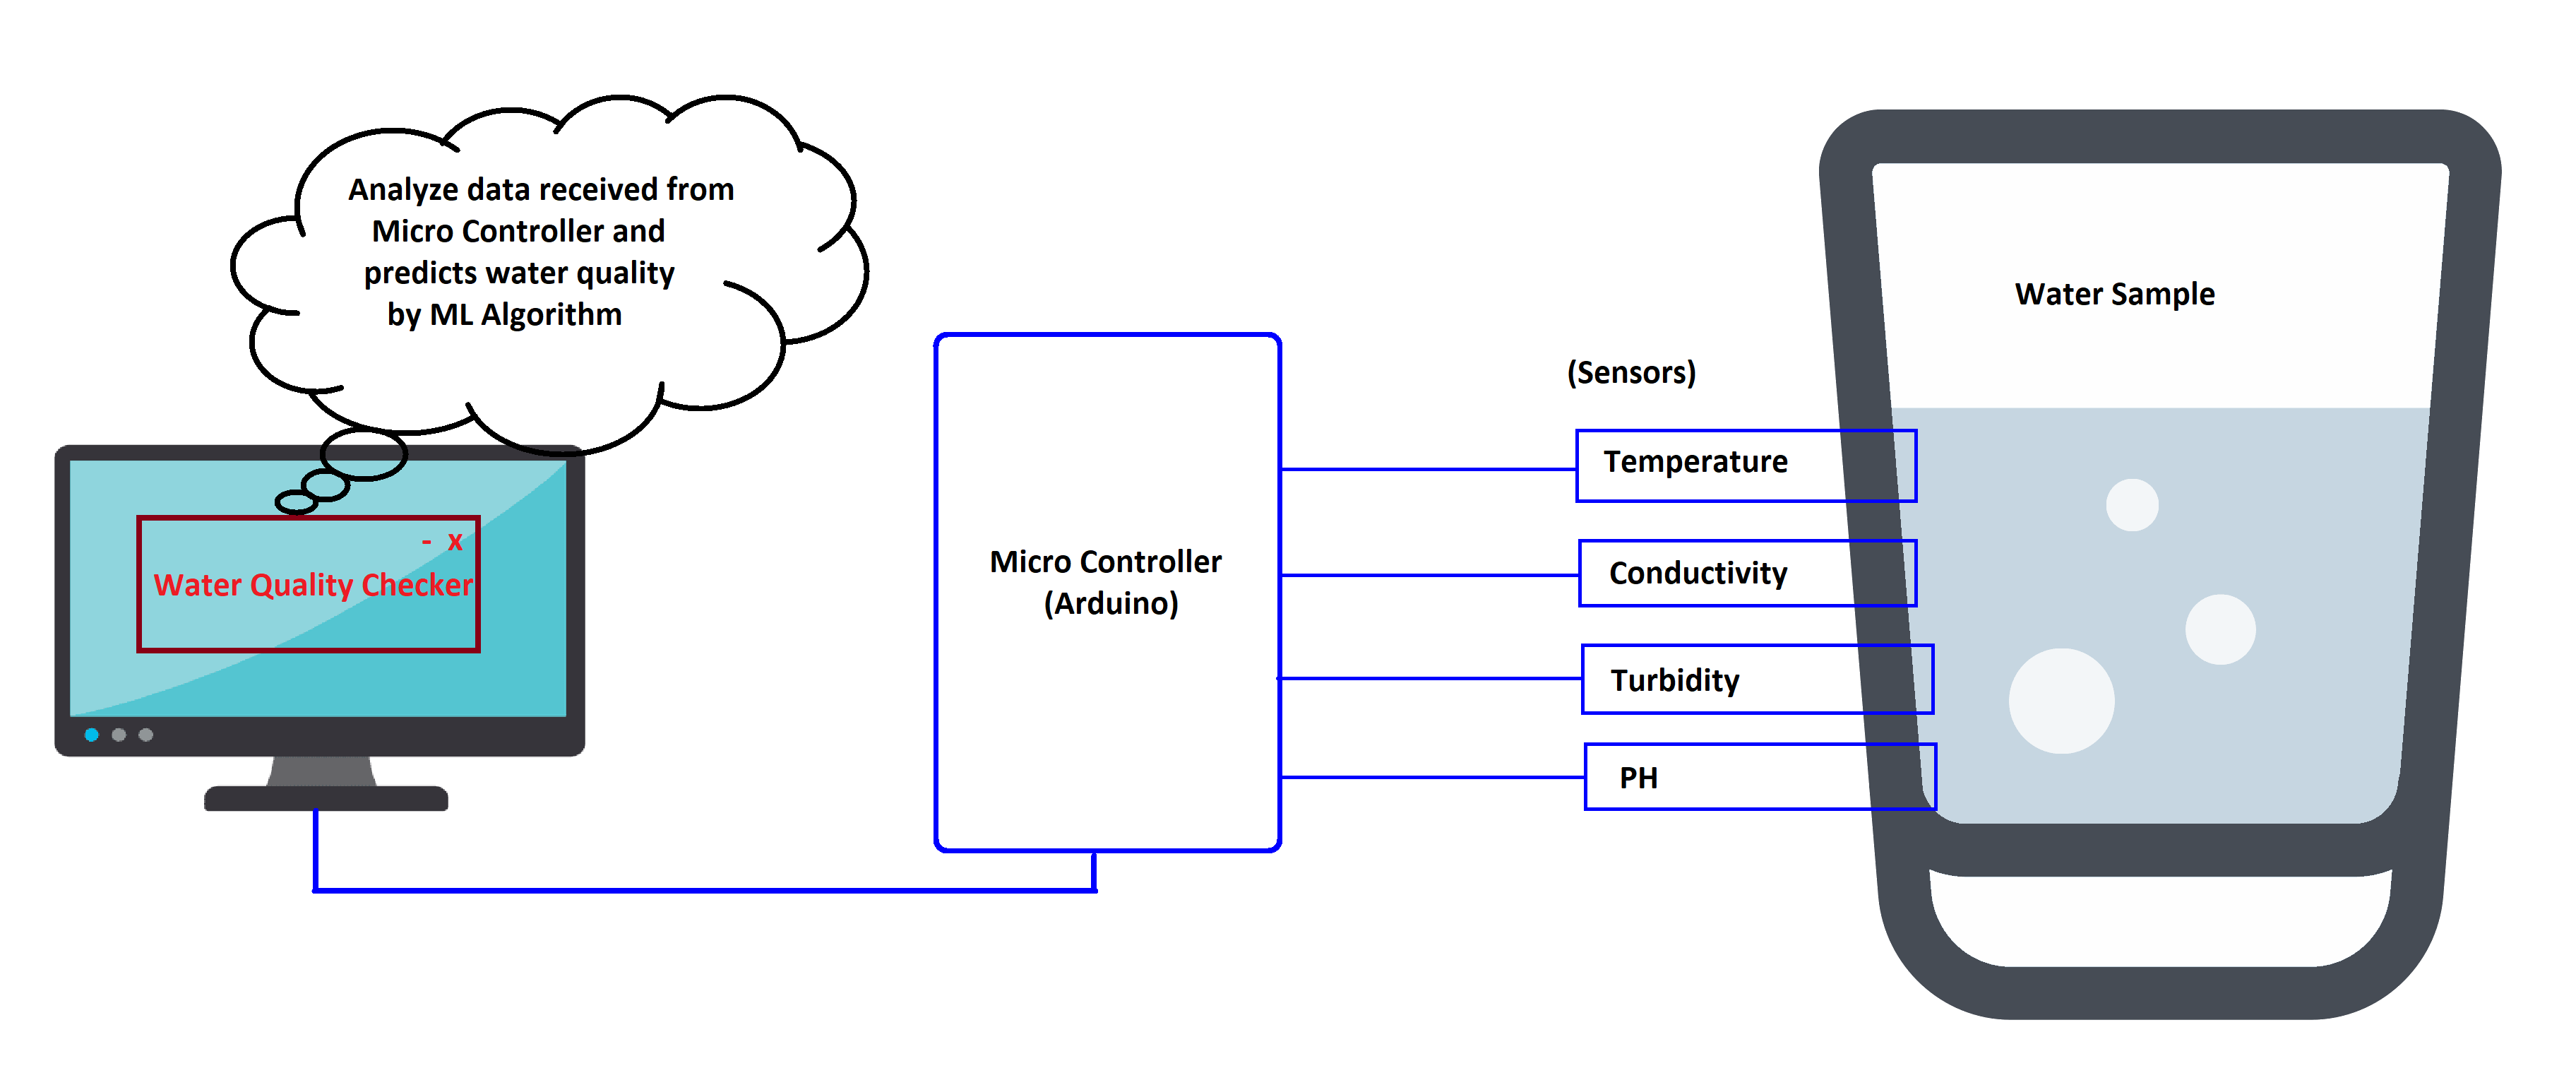 Analyze data received from
Micro Controller and
predicts water quality
by ML Algorithm
- x
Water Quality Checker
Micro Controller
(Arduino)
(Sensors)
Temperature
Conductivity
Turbidity
PH
Water Sample